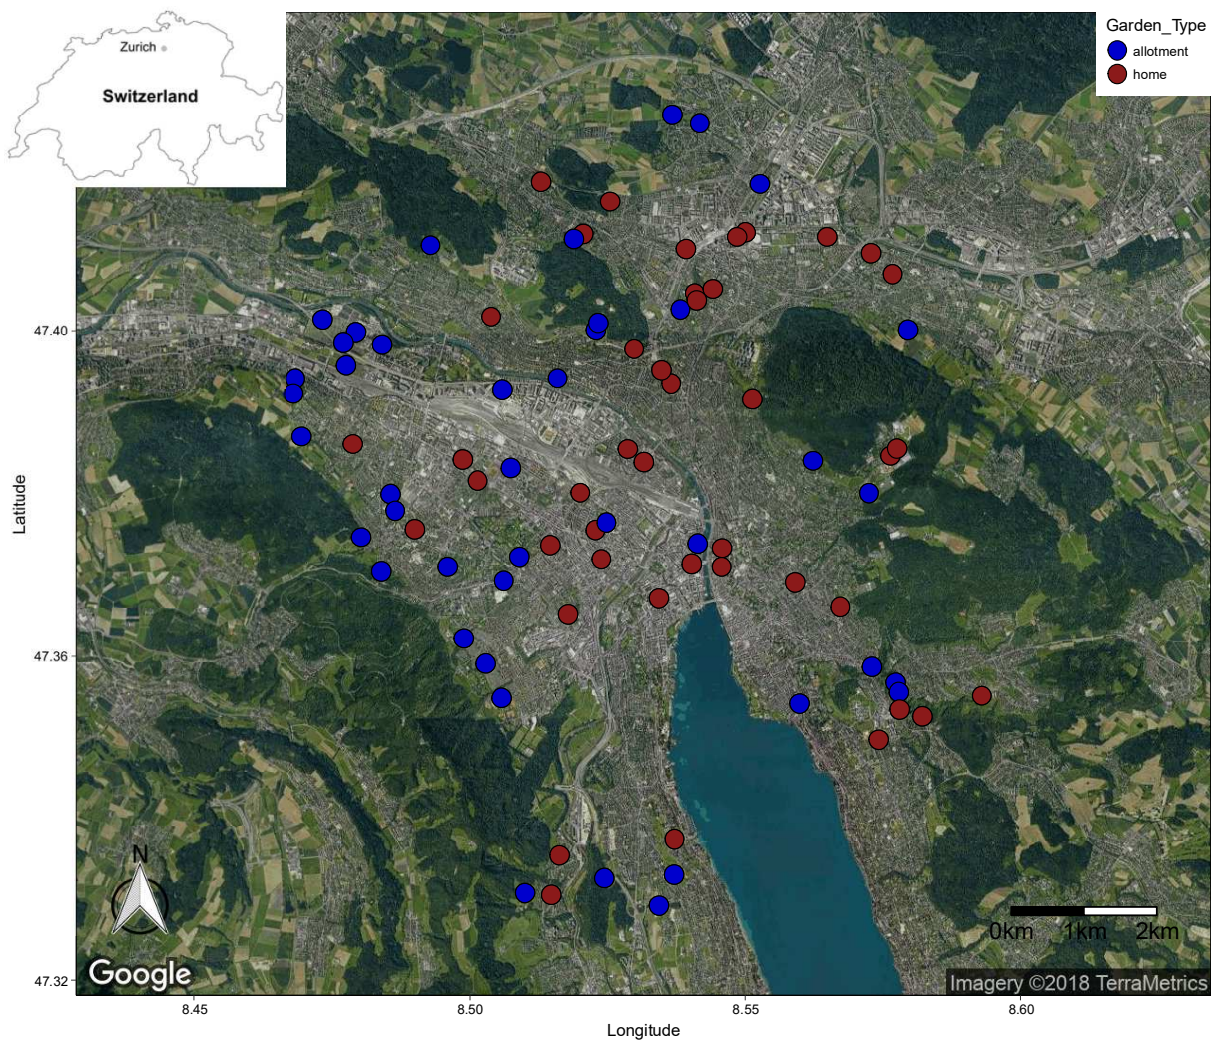 Zurich
Switzerland
Garden_Type
allotment
home
47.40
47.36
47.32
Latitude
N
0km 1km 2km
Google
Imagery ©2018 TerraMetrics
8.45 8.50 8.55 8.60
Longitude